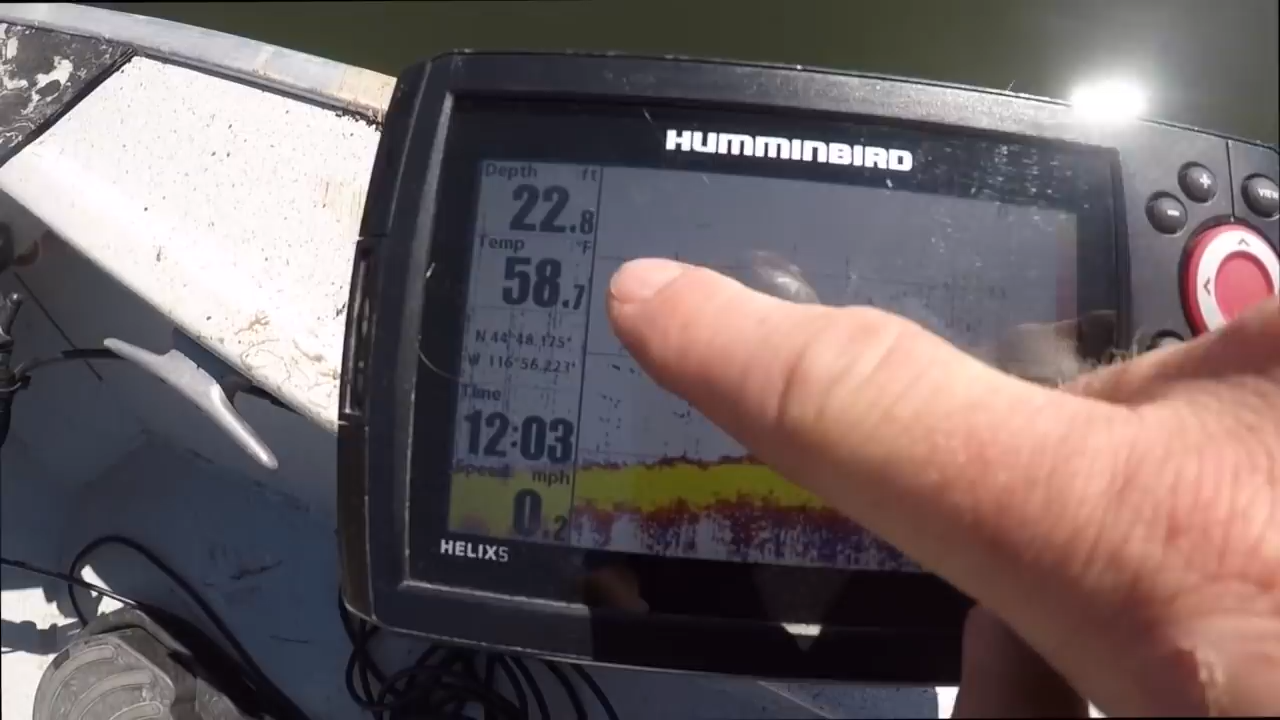 HUMMINBIRD
Depth ft
22.8
Temp °F
58.7
N 44°48.175'
W 116°56.223'
Time
12:03
Speed mph
0.2
HELIX5
+
-
VIEW